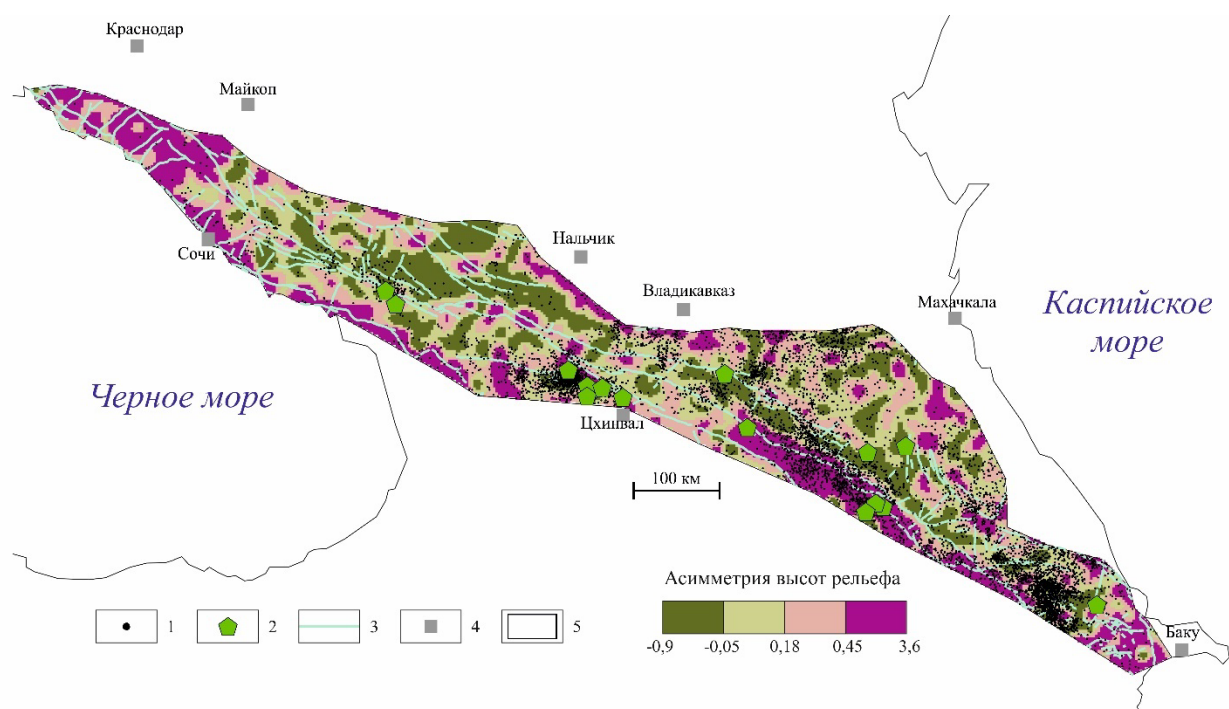 Краснодар
Майкоп
Сочи
Нальчик
Владикавказ
Махачкала
Каспийское
море
Черное море
Цхинвал
100 км
Асимметрия высот рельефа
-0,9 -0,05 0,18 0,45 3,6
1 2 3 4 5
Баку